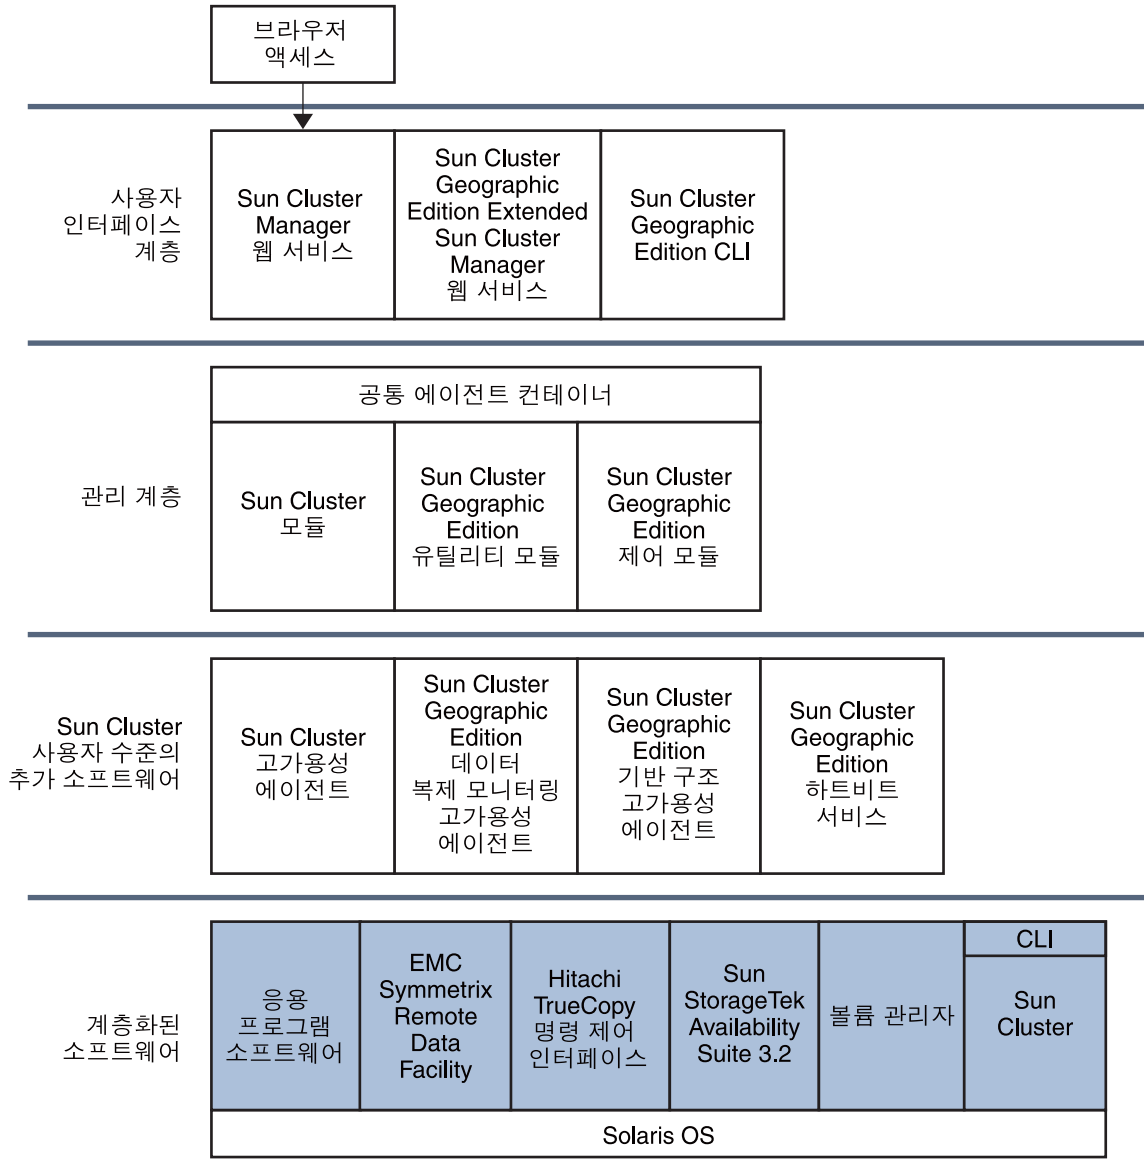 브라우저
액세스
사용자
인터페이스
계층
Sun Cluster
Manager
웹 서비스
Sun Cluster
Geographic
Edition Extended
Sun Cluster
Manager
웹 서비스
Sun Cluster
Geographic
Edition CLI
관리 계층
공통 에이전트 컨테이너
Sun Cluster
모듈
Sun Cluster
Geographic
Edition
유틸리티 모듈
Sun Cluster
Geographic
Edition
제어 모듈
Sun Cluster
사용자 수준의
추가 소프트웨어
Sun Cluster
고가용성
에이전트
Sun Cluster
Geographic
Edition
데이터
복제 모니터링
고가용성
에이전트
Sun Cluster
Geographic
Edition
기반 구조
고가용성
에이전트
Sun Cluster
Geographic
Edition
하트비트
서비스
계층화된
소프트웨어
응용
프로그램
소프트웨어
EMC
Symmetrix
Remote
Data
Facility
Hitachi
TrueCopy
명령 제어
인터페이스
Sun
StorageTek
Availability
Suite 3.2
볼륨 관리자
CLI
Sun
Cluster
Solaris OS